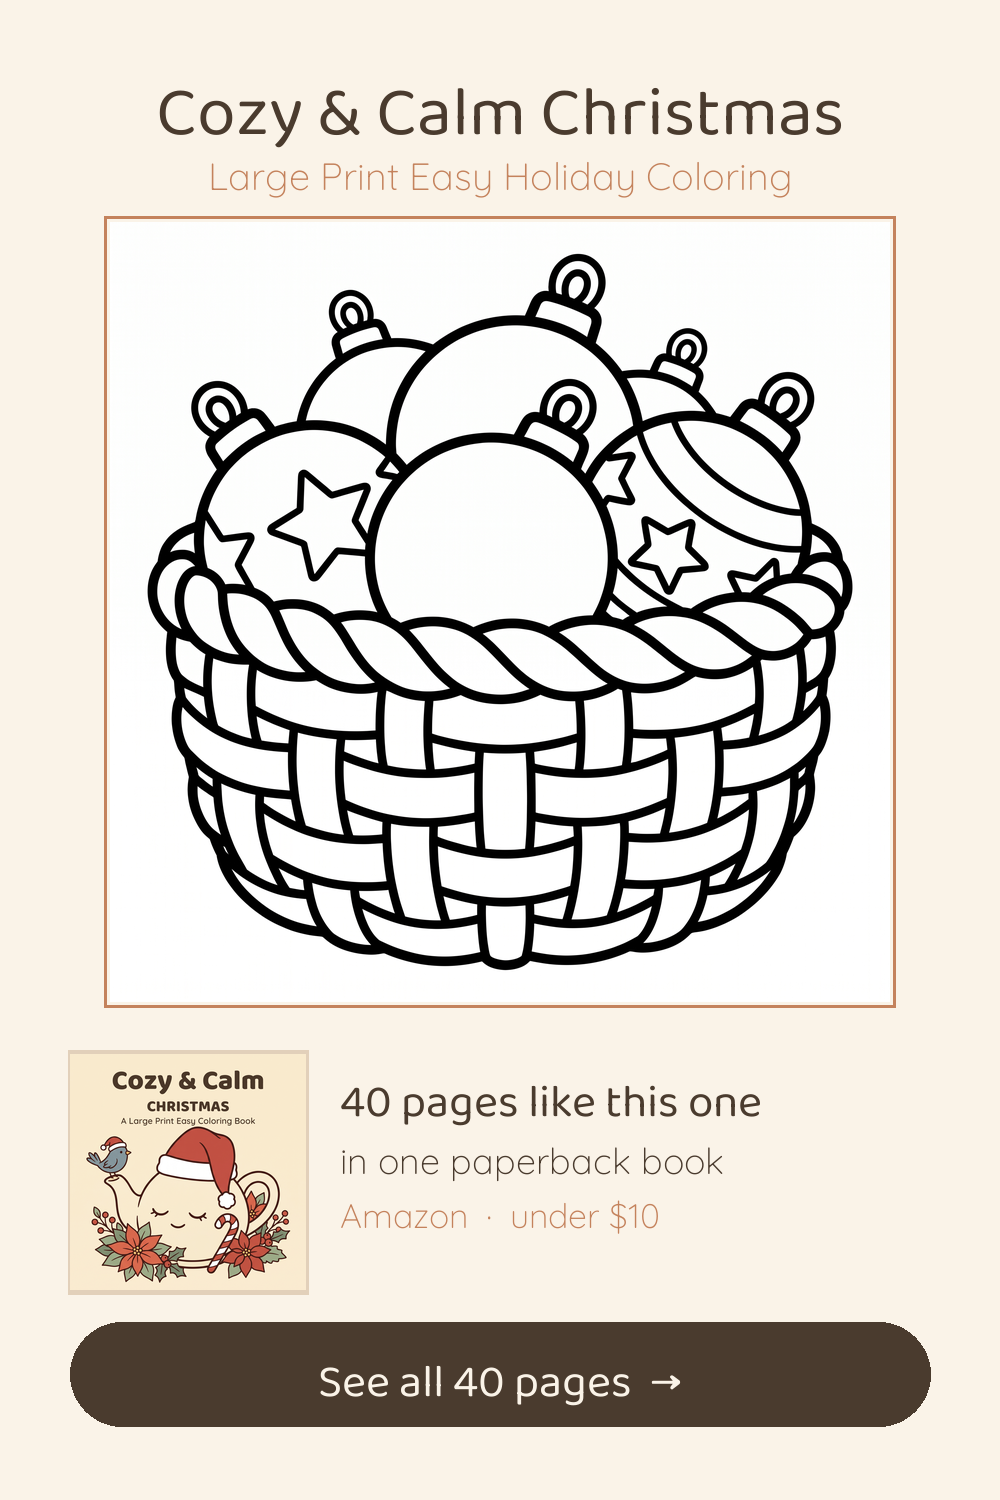 Cozy & Calm Christmas
Large Print Easy Holiday Coloring
Cozy & Calm
CHRISTMAS
A Large Print Easy Coloring Book
40 pages like this one
in one paperback book
Amazon · under $10
See all 40 pages →